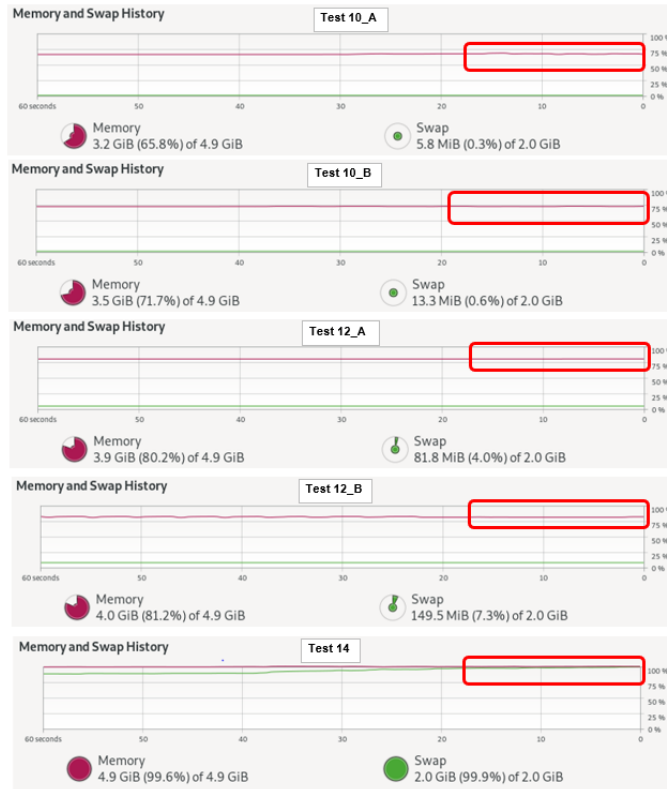 Memory and Swap History
Test 10_A
100 %
75 %
50 %
25 %
0 %
60 seconds 50 40 30 20 10 0
Memory
3.2 GiB (65.8%) of 4.9 GiB
Swap
5.8 MiB (0.3%) of 2.0 GiB
Memory and Swap History
Test 10_B
100 %
75 %
50 %
25 %
0 %
60 seconds 50 40 30 20 10 0
Memory
3.5 GiB (71.7%) of 4.9 GiB
Swap
13.3 MiB (0.6%) of 2.0 GiB
Memory and Swap History
Test 12_A
100 %
75 %
50 %
25 %
0 %
60 seconds 50 40 30 20 10 0
Memory
3.9 GiB (80.2%) of 4.9 GiB
Swap
81.8 MiB (4.0%) of 2.0 GiB
Memory and Swap History
Test 12_B
100 %
75 %
50 %
25 %
0 %
60 seconds 50 40 30 20 10 0
Memory
4.0 GiB (81.2%) of 4.9 GiB
Swap
149.5 MiB (7.3%) of 2.0 GiB
Memory and Swap History
Test 14
100 %
75 %
50 %
25 %
0 %
60 seconds 50 40 30 20 10 0
Memory
4.9 GiB (99.6%) of 4.9 GiB
Swap
2.0 GiB (99.9%) of 2.0 GiB